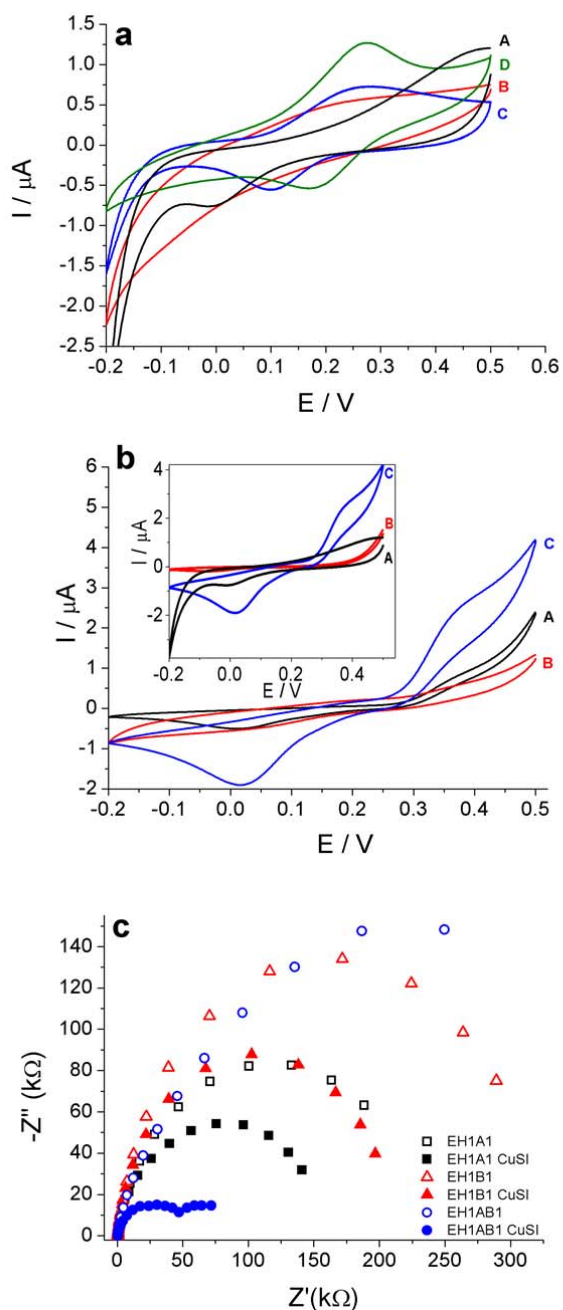 a
1.5
1.0
0.5
0.0
-0.5
-1.0
-1.5
-2.0
-2.5
I / µA
A
D
B
C
-0.2 -0.1 0.0 0.1 0.2 0.3 0.4 0.5 0.6
E / V
b
6
5
4
3
2
1
0
-1
-2
I / µA
4
2
0
-2
I / µA
C
B
A
-0.2 0.0 0.2 0.4
E / V
C
A
B
-0.2 -0.1 0.0 0.1 0.2 0.3 0.4 0.5
E / V
c
140
120
100
80
60
40
20
0
-Z'' (kΩ)
EH1A1
EH1A1 CuSI
EH1B1
EH1B1 CuSI
EH1AB1
EH1AB1 CuSI
0 50 100 150 200 250 300
Z'(kΩ)